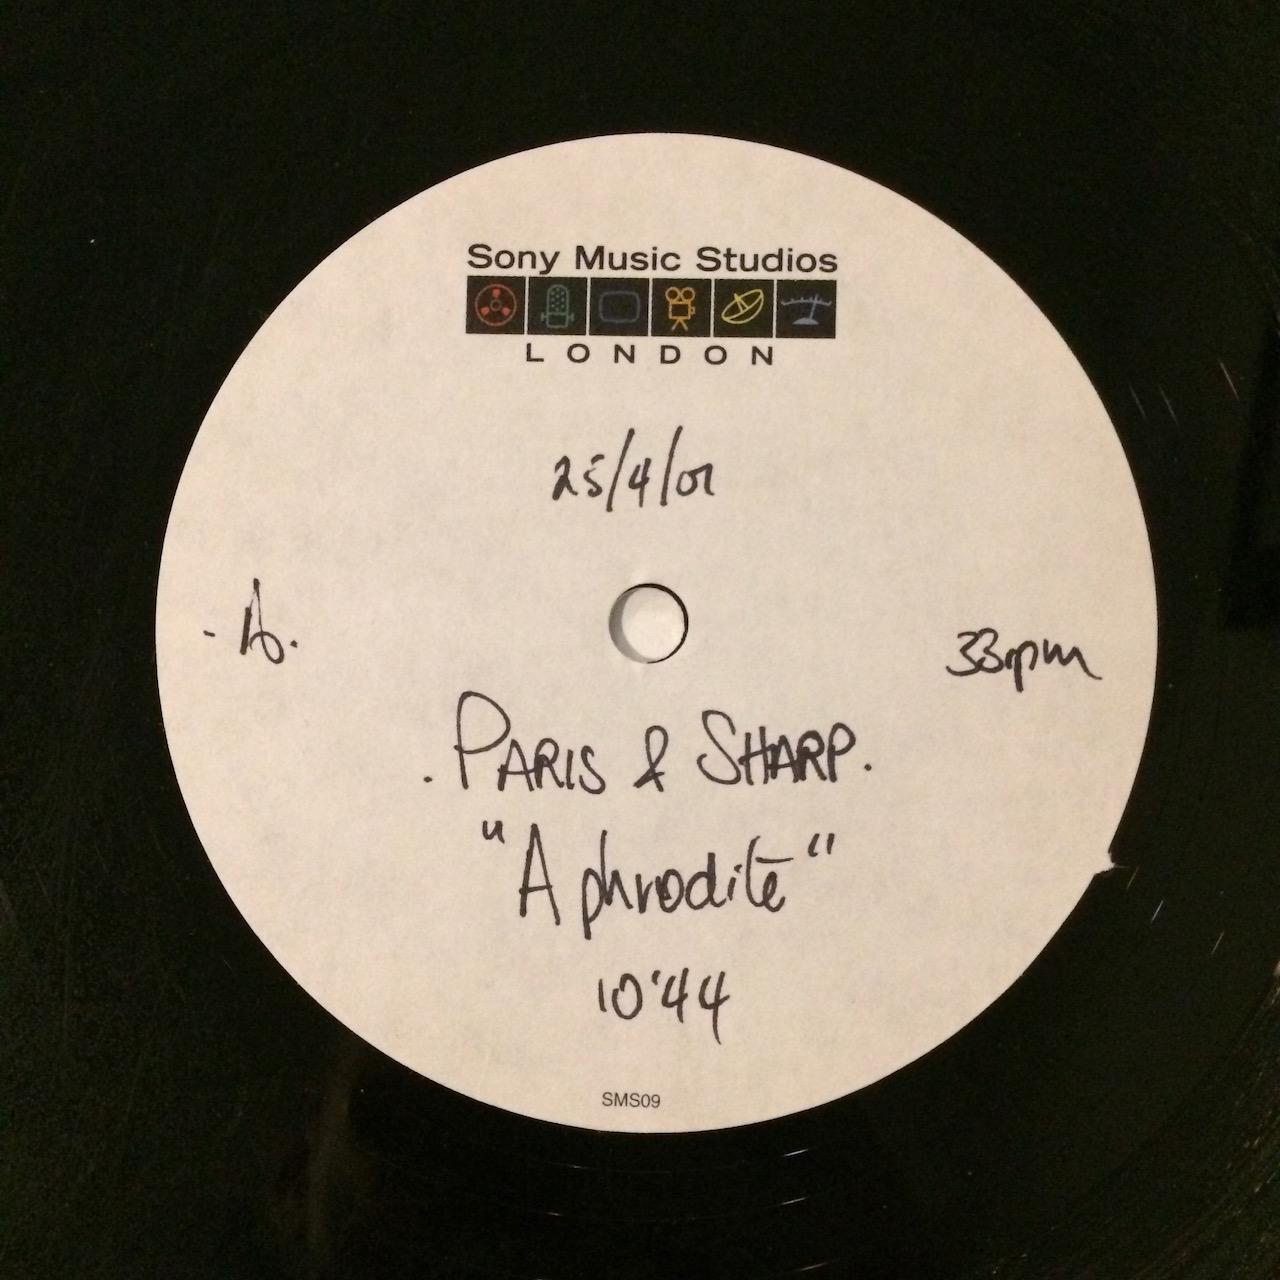 Sony Music Studios
LONDON
25/4/01
- A.
33rpm
. PARIS & SHARP.
"Aphrodite"
10'44
SMS09